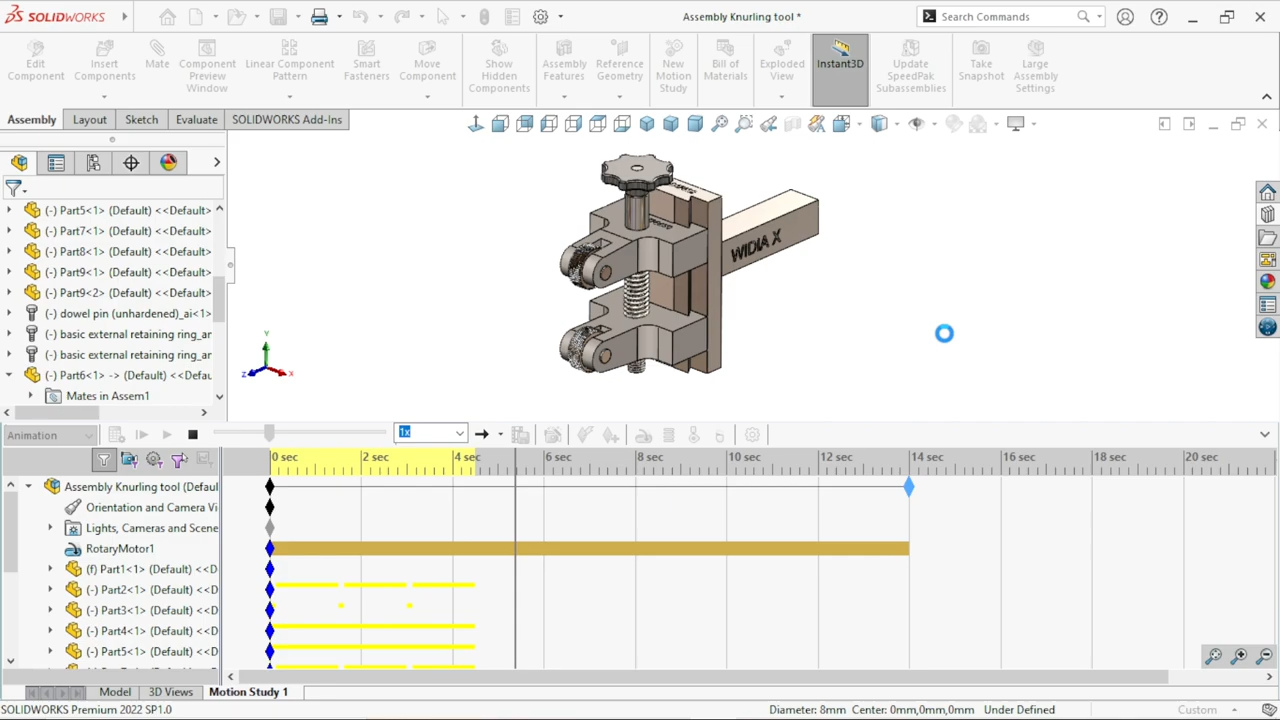 SOLIDWORKS
Assembly Knurling tool *
Search Commands
Edit Component
Insert Components
Mate
Component Preview Window
Linear Component Pattern
Smart Fasteners
Move Component
Show Hidden Components
Assembly Features
Reference Geometry
New Motion Study
Bill of Materials
Exploded View
Instant3D
Update SpeedPak Subassemblies
Take Snapshot
Large Assembly Settings
Assembly
Layout
Sketch
Evaluate
SOLIDWORKS Add-Ins
(-) Part5<1> (Default) <<Default>
(-) Part7<1> (Default) <<Default>
(-) Part8<1> (Default) <<Default>
(-) Part9<1> (Default) <<Default>
(-) Part9<2> (Default) <<Default>
(-) dowel pin (unhardened)_ai<1>
(-) basic external retaining ring_ar
(-) basic external retaining ring_ar
(-) Part6<1> -> (Default) <<Defau
Mates in Assem1
WIDIA X
Y
Z
X
Animation
1x
0 sec
2 sec
4 sec
6 sec
8 sec
10 sec
12 sec
14 sec
16 sec
18 sec
20 sec
22
Assembly Knurling tool (Defaul
Orientation and Camera Vi
Lights, Cameras and Scene
RotaryMotor1
(f) Part1<1> (Default) <<D
(-) Part2<1> (Default) <<D
(-) Part3<1> (Default) <<D
(-) Part4<1> (Default) <<D
(-) Part5<1> (Default) <<D
Model
3D Views
Motion Study 1
SOLIDWORKS Premium 2022 SP1.0
Diameter: 8mm Center: 0mm,0mm,0mm
Under Defined
Custom